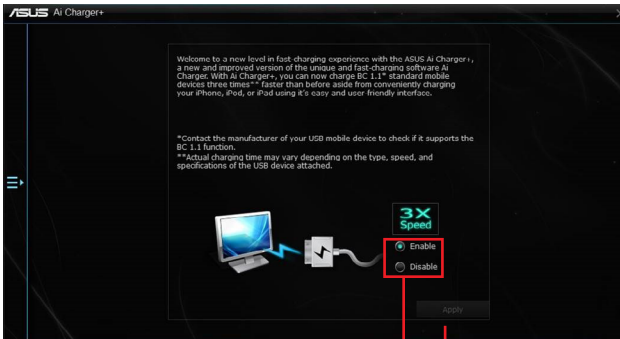 ASUS Ai Charger+
Welcome to a new level in fast-charging experience with the ASUS Ai Charger+,
a new and improved version of the unique and fast-charging software Ai
Charger. With Ai Charger+, you can now charge BC 1.1* standard mobile
devices three times** faster than before aside from conveniently charging
your iPhone, iPod, or iPad using it's easy and user friendly interface.
*Contact the manufacturer of your USB mobile device to check if it supports the
BC 1.1 function.
**Actual charging time may vary depending on the type, speed, and
specifications of the USB device attached.
3X
Speed
Enable
Disable
Apply